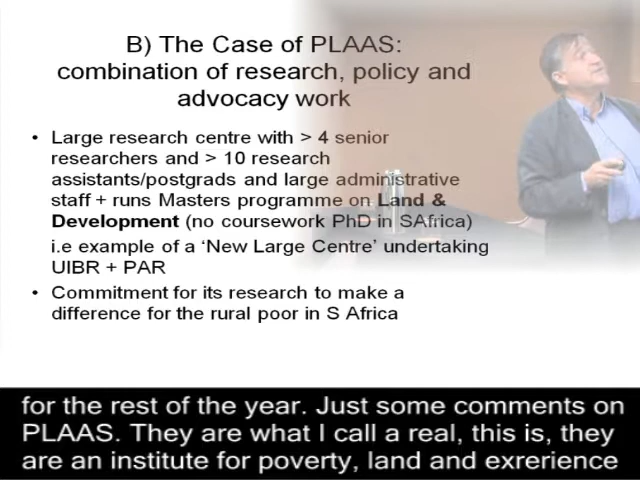 B) The Case of PLAAS:
combination of research, policy and
advocacy work
• Large research centre with > 4 senior
researchers and > 10 research
assistants/postgrads and large administrative
staff + runs Masters programme on Land &
Development (no coursework PhD in SAfrica)
i.e example of a ‘New Large Centre’ undertaking
UIBR + PAR
• Commitment for its research to make a
difference for the rural poor in S Africa
for the rest of the year. Just some comments on
PLAAS. They are what I call a real, this is, they
are an institute for poverty, land and exrerience